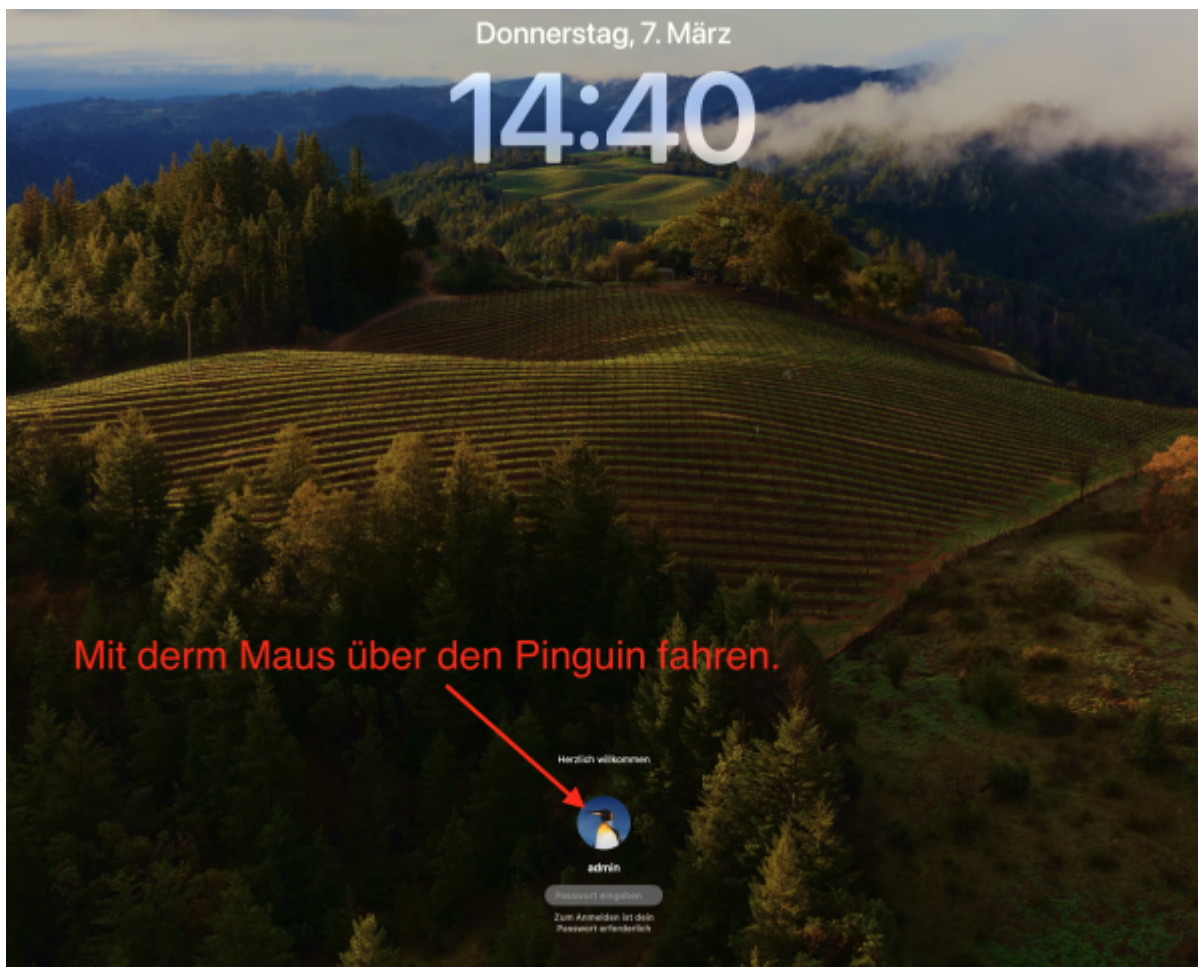 Donnerstag, 7. März
14:40
Mit derm Maus über den Pinguin fahren.
Herzlich willkommen
admin
Passwort eingeben
Zum Anmelden ist dein
Passwort erforderlich